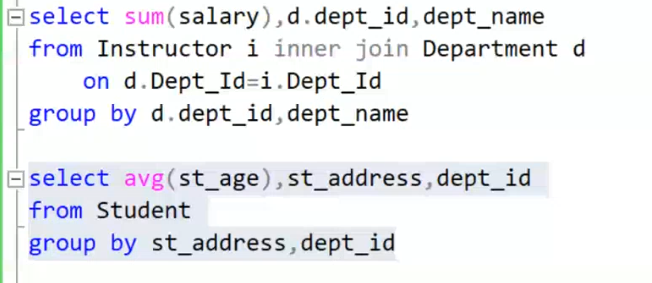 select sum(salary),d.dept_id,dept_name
from Instructor i inner join Department d
on d.Dept_Id=i.Dept_Id
group by d.dept_id,dept_name
select avg(st_age),st_address,dept_id
from Student
group by st_address,dept_id